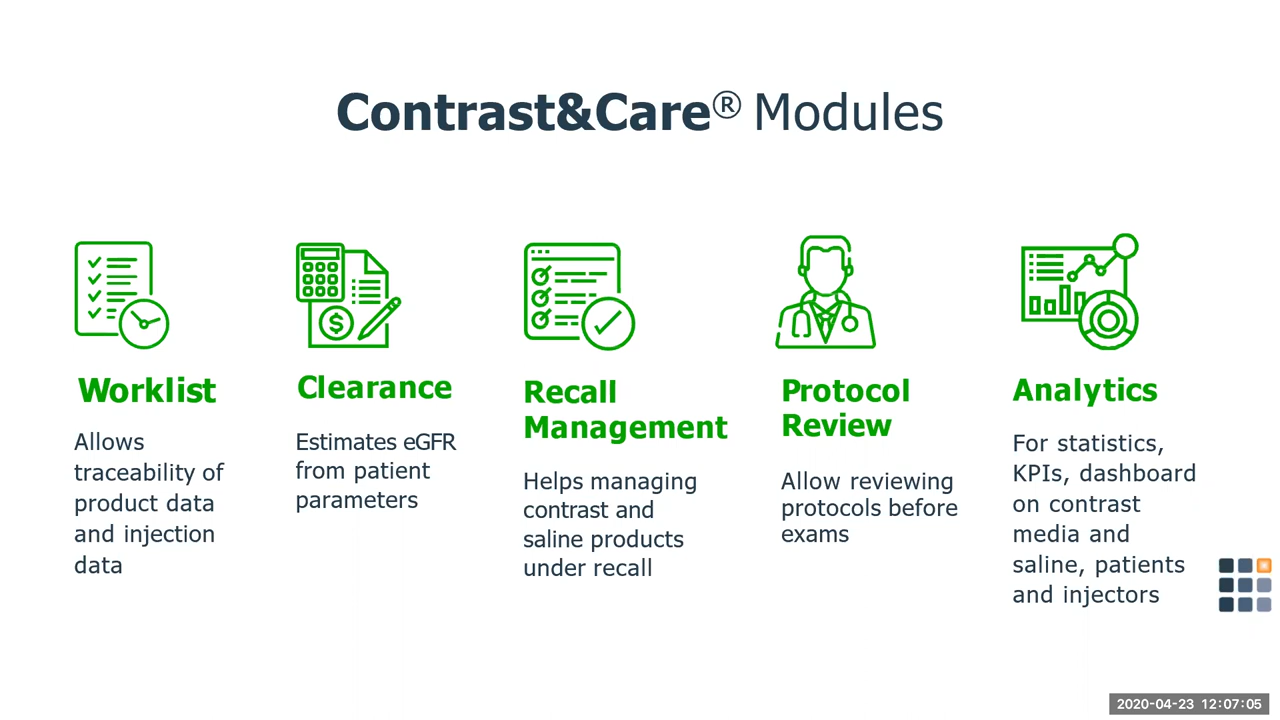 Contrast&Care® Modules
Worklist
Allows
traceability of
product data
and injection
data
Clearance
Estimates eGFR
from patient
parameters
Recall
Management
Helps managing
contrast and
saline products
under recall
Protocol
Review
Allow reviewing
protocols before
exams
Analytics
For statistics,
KPIs, dashboard
on contrast
media and
saline, patients
and injectors
2020-04-23 12:07:05